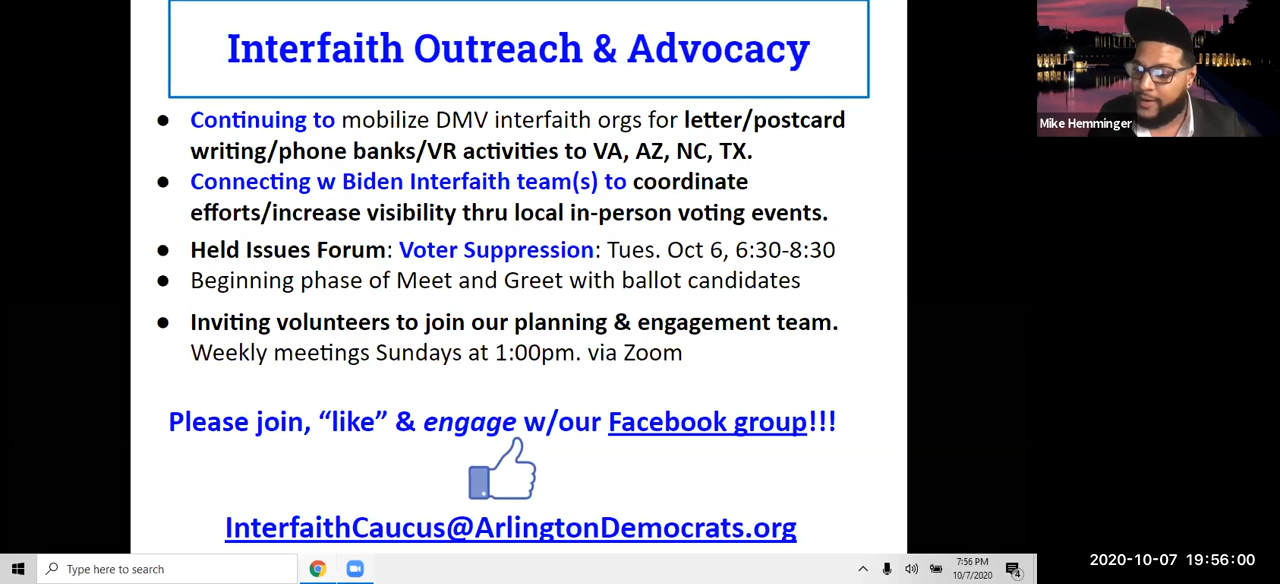 Interfaith Outreach & Advocacy
Mike Hemminger
● Continuing to mobilize DMV interfaith orgs for letter/postcard
writing/phone banks/VR activities to VA, AZ, NC, TX.
● Connecting w Biden Interfaith team(s) to coordinate
efforts/increase visibility thru local in-person voting events.
● Held Issues Forum: Voter Suppression: Tues. Oct 6, 6:30-8:30
● Beginning phase of Meet and Greet with ballot candidates
● Inviting volunteers to join our planning & engagement team.
Weekly meetings Sundays at 1:00pm. via Zoom
Please join, “like” & engage w/our Facebook group!!!
InterfaithCaucus@ArlingtonDemocrats.org
Type here to search
7:56 PM
10/7/2020
4
2020-10-07 19:56:00